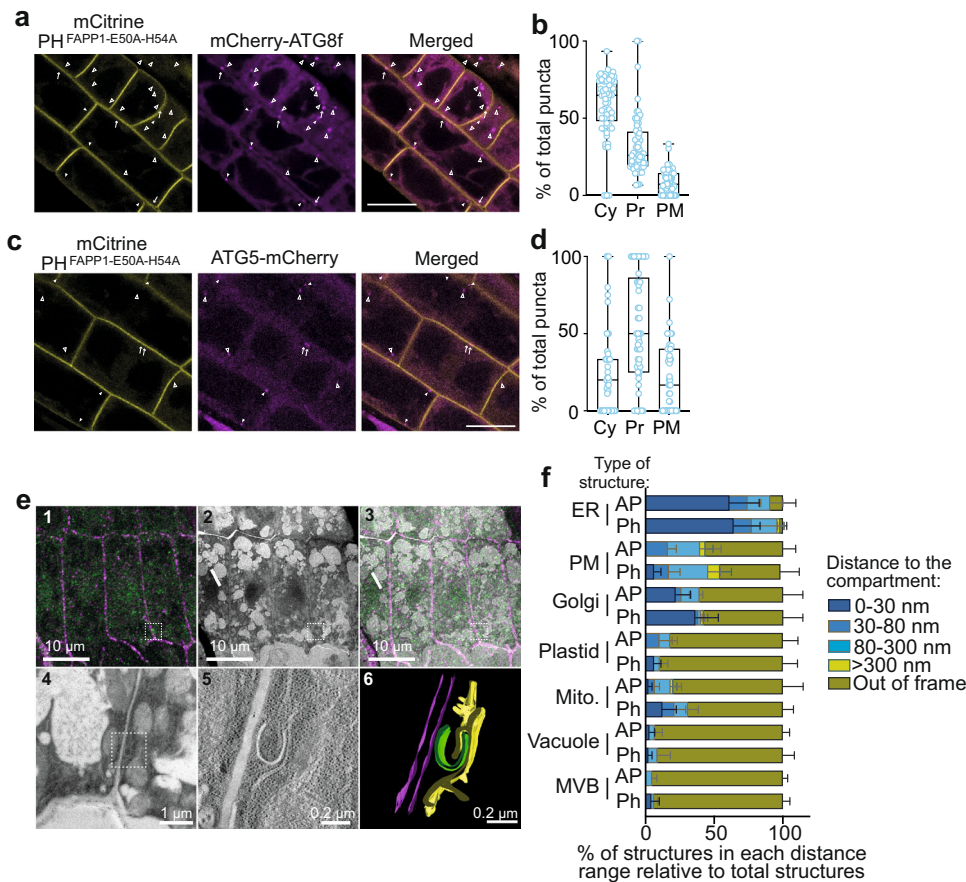 a
mCitrine
PH FAPP1-E50A-H54A
mCherry-ATG8f
Merged
b
% of total puncta
100
50
0
Cy Pr PM
c
mCitrine
PH FAPP1-E50A-H54A
ATG5-mCherry
Merged
d
% of total puncta
100
50
0
Cy Pr PM
e
1
10 µm
2
10 µm
3
10 µm
4
1 µm
5
0.2 µm
6
0.2 µm
f
Type of
structure:
ER
AP
Ph
PM
AP
Ph
Golgi
AP
Ph
Plastid
AP
Ph
Mito.
AP
Ph
Vacuole
AP
Ph
MVB
AP
Ph
0 50 100
% of structures in each distance
range relative to total structures
Distance to the
compartment:
0-30 nm
30-80 nm
80-300 nm
>300 nm
Out of frame